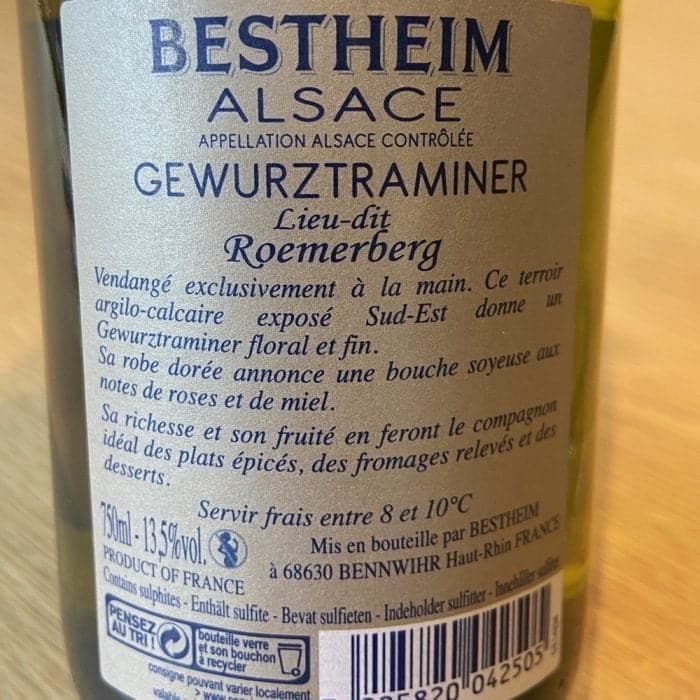 BESTHEIM
ALSACE
APPELLATION ALSACE CONTRÔLÉE
GEWURZTRAMINER
Lieu-dit
Roemerberg
Vendangé exclusivement à la main. Ce terroir
argilo-calcaire exposé Sud-Est donne un
Gewurztraminer floral et fin.
Sa robe dorée annonce une bouche soyeuse aux
notes de roses et de miel.
Sa richesse et son fruité en feront le compagnon
idéal des plats épicés, des fromages relevés et des
desserts.
Servir frais entre 8 et 10°C
750ml - 13,5%vol.
Mis en bouteille par BESTHEIM
à 68630 BENNWIHR Haut-Rhin FRANCE
PRODUCT OF FRANCE
Contains sulphites - Enthält sulfite - Bevat sulfieten - Indeholder sulfitter - Innehåller sulfiter
PENSEZ
AU TRI !
bouteille verre
et son bouchon
à recycler
consigne pouvant varier localement
820 042505